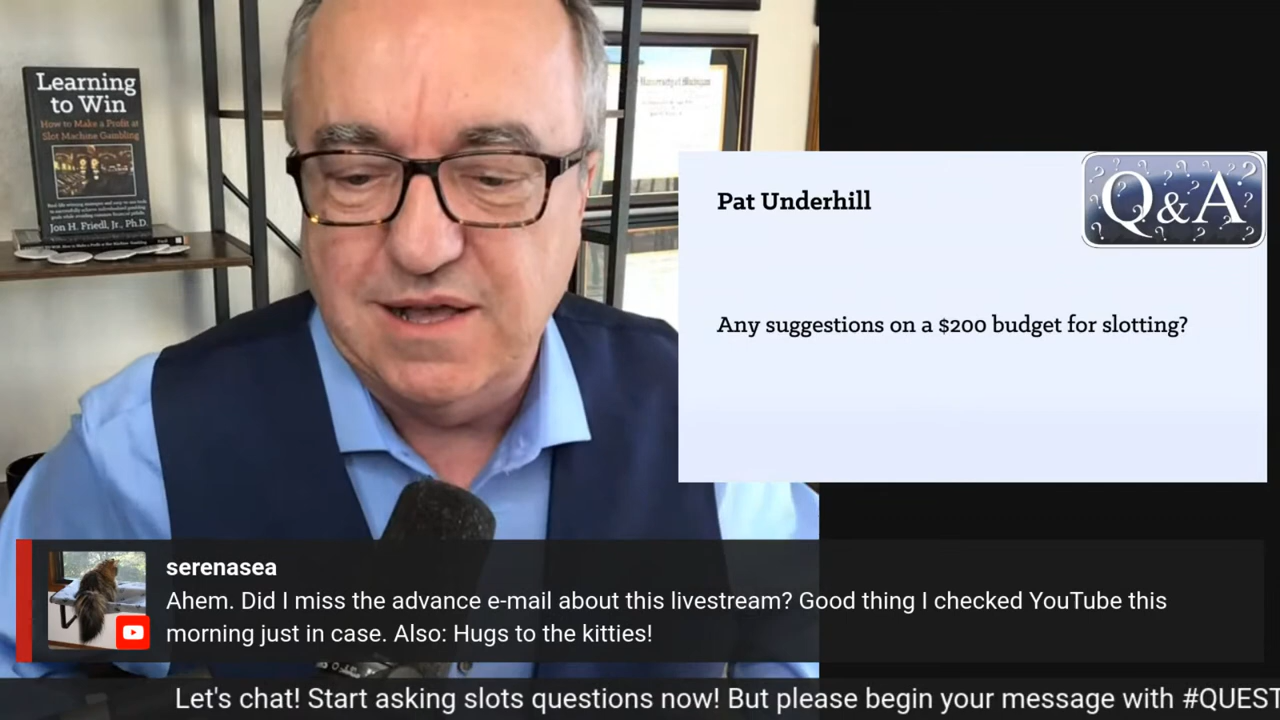 Learning
to Win
How to Make a Profit at
Slot Machine Gambling
Jon H. Friedl, Jr., Ph.D.
Pat Underhill
Q&A
Any suggestions on a $200 budget for slotting?
serenasea
Ahem. Did I miss the advance e-mail about this livestream? Good thing I checked YouTube this
morning just in case. Also: Hugs to the kitties!
Let's chat! Start asking slots questions now! But please begin your message with #QUEST